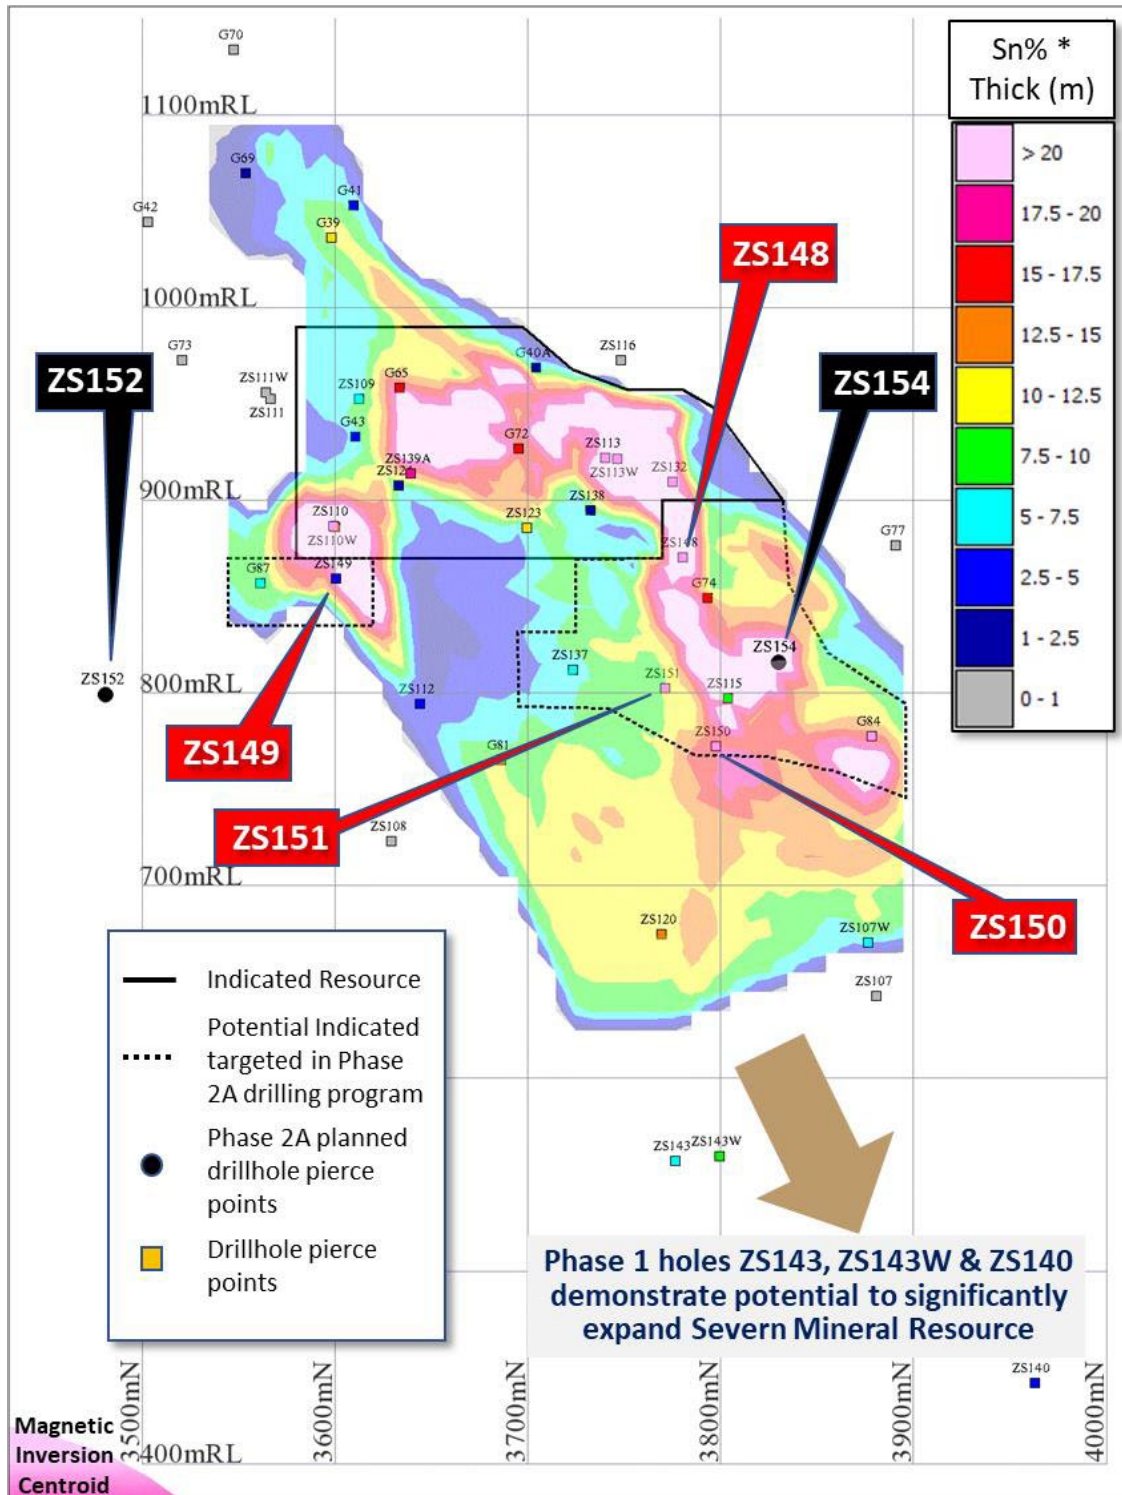 G70
Sn% *
Thick (m)
1100mRL
> 20
G69
17.5 - 20
G41
G42
G39
15 - 17.5
ZS148
1000mRL
12.5 - 15
G73
G40A
ZS116
ZS152
ZS154
ZS111W
G65
10 - 12.5
ZS111
ZS109
G43
G72
ZS113
7.5 - 10
ZS139A
ZS113W
ZS132
900mRL
ZS138
5 - 7.5
ZS110
ZS123
G77
ZS110W
ZS148
2.5 - 5
G87
ZS149
G74
1 - 2.5
ZS154
ZS137
ZS152
ZS151
800mRL
ZS115
0 - 1
ZS112
G84
ZS149
ZS150
G81
ZS108
ZS151
700mRL
ZS150
ZS120
ZS107W
Indicated Resource
ZS107
Potential Indicated
targeted in Phase
2A drilling program
Phase 2A planned
drillhole pierce
points
ZS143
ZS143W
Drillhole pierce
points
Phase 1 holes ZS143, ZS143W & ZS140
demonstrate potential to significantly
expand Severn Mineral Resource
ZS140
3500mN
3600mN
3700mN
3800mN
3900mN
4000mN
400mRL
Magnetic
Inversion
Centroid